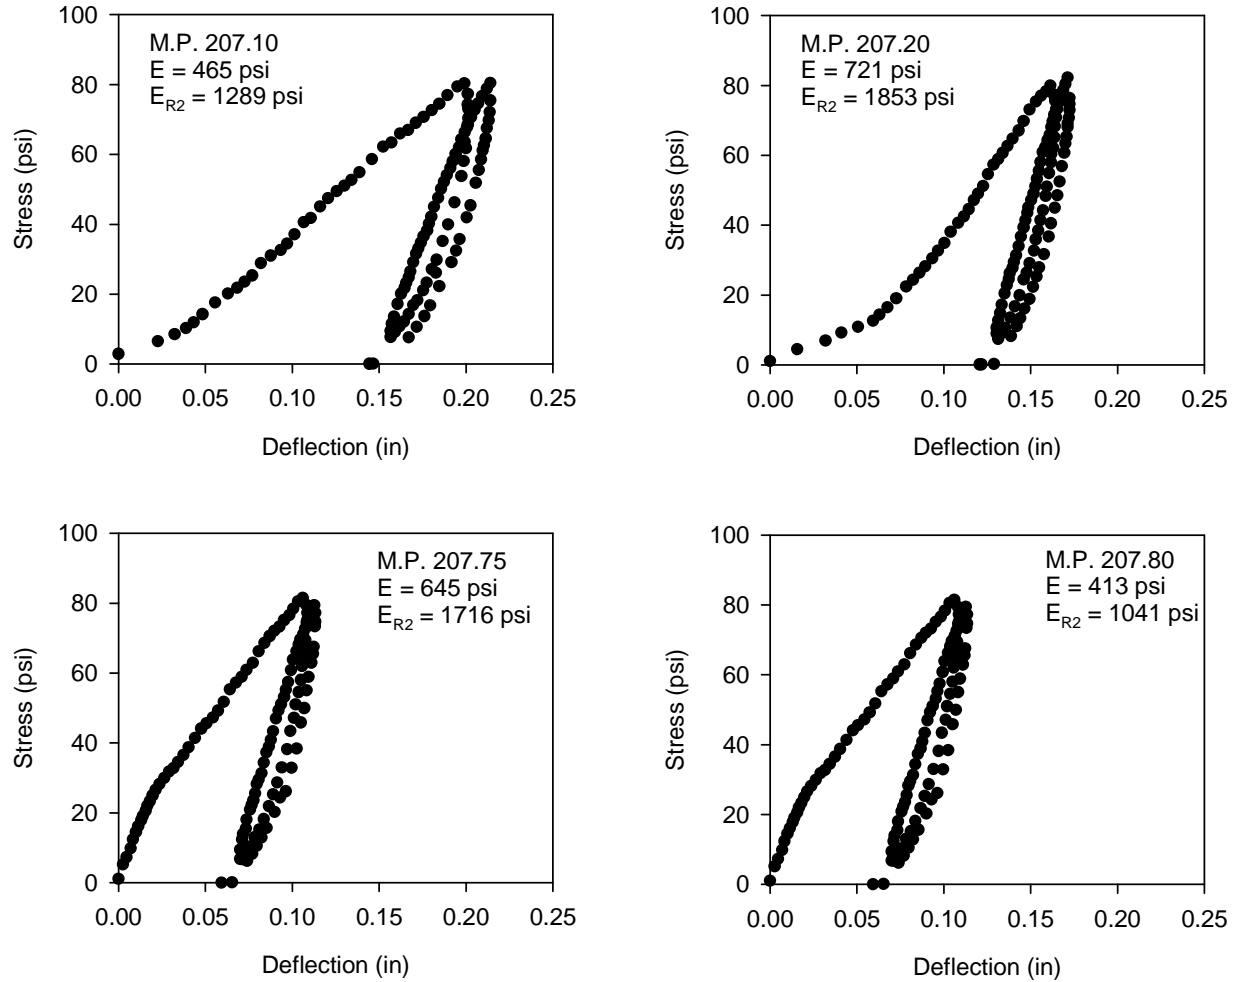 100
80
60
40
20
0
Stress (psi)
M.P. 207.10
E = 465 psi
E_R2 = 1289 psi
0.00 0.05 0.10 0.15 0.20 0.25
Deflection (in)
100
80
60
40
20
0
Stress (psi)
M.P. 207.20
E = 721 psi
E_R2 = 1853 psi
0.00 0.05 0.10 0.15 0.20 0.25
Deflection (in)
100
80
60
40
20
0
Stress (psi)
M.P. 207.75
E = 645 psi
E_R2 = 1716 psi
0.00 0.05 0.10 0.15 0.20 0.25
Deflection (in)
100
80
60
40
20
0
Stress (psi)
M.P. 207.80
E = 413 psi
E_R2 = 1041 psi
0.00 0.05 0.10 0.15 0.20 0.25
Deflection (in)